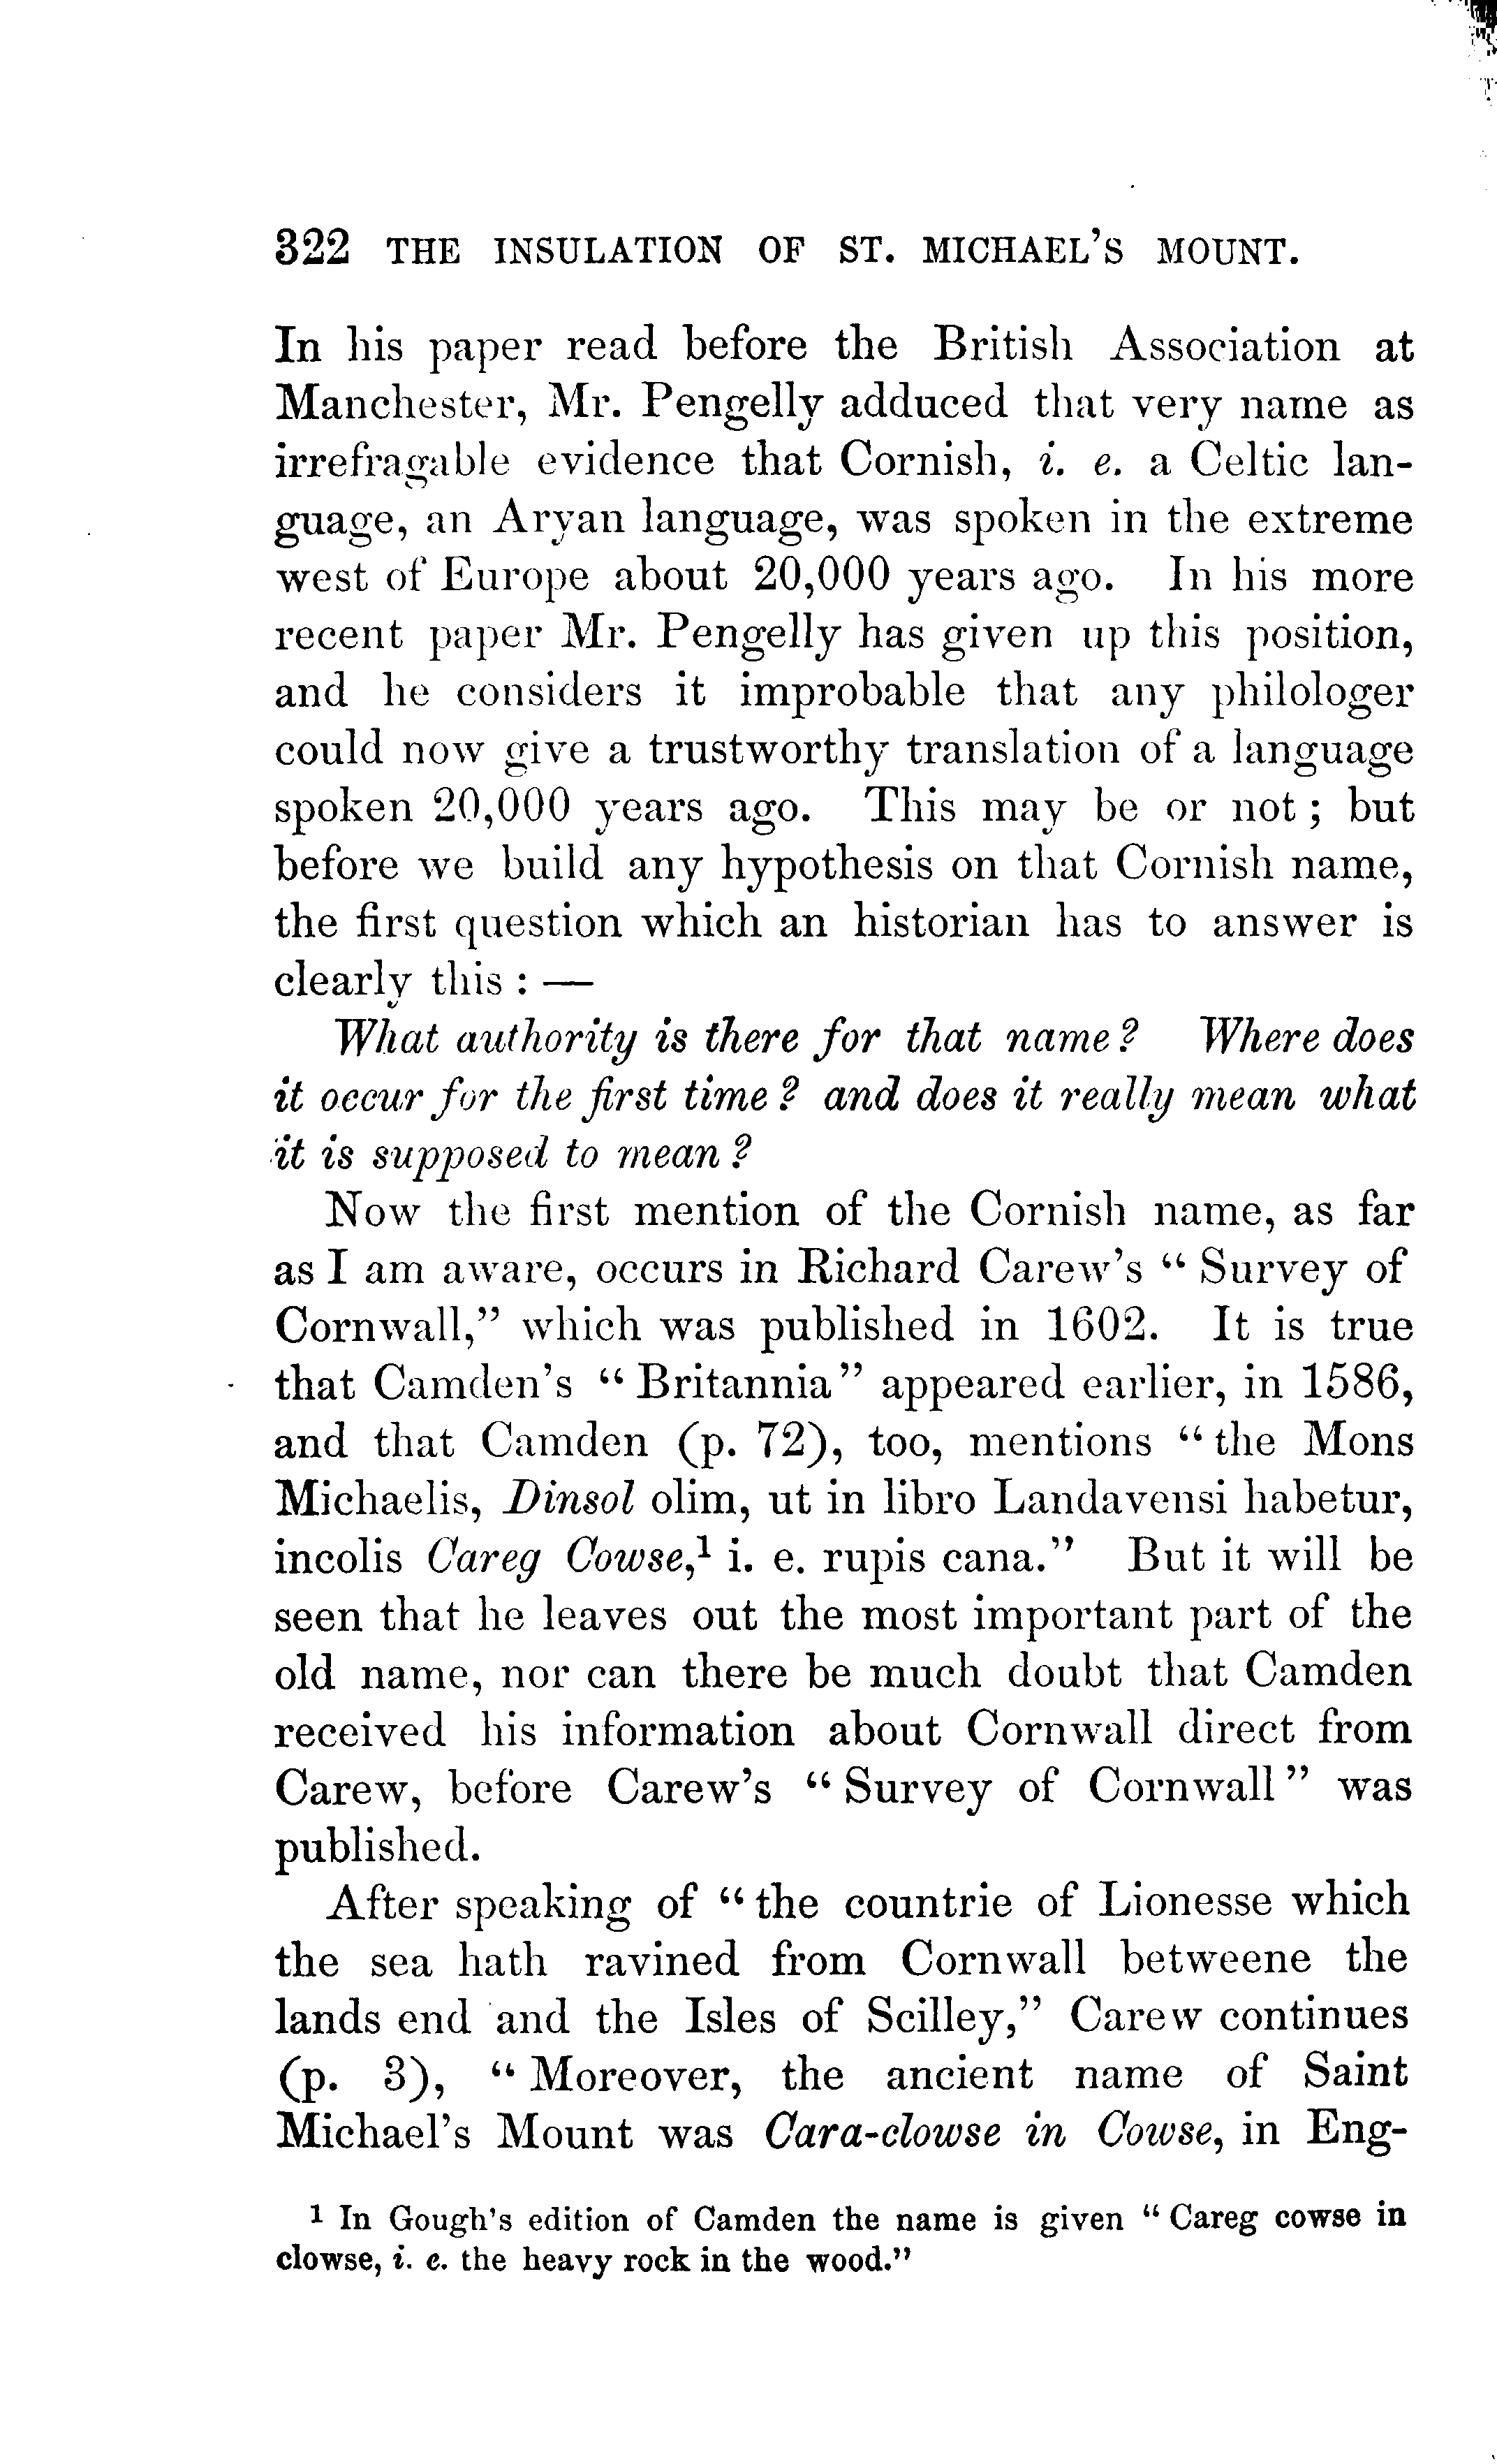 322 THE INSULATION OF ST. MICHAEL'S MOUNT.
In his paper read before the British Association at
Manchester, Mr. Pengelly adduced that very name as
irrefragable evidence that Cornish, i. e. a Celtic lan-
guage, an Aryan language, was spoken in the extreme
west of Europe about 20,000 years ago. In his more
recent paper Mr. Pengelly has given up this position,
and he considers it improbable that any philologer
could now give a trustworthy translation of a language
spoken 20,000 years ago. This may be or not; but
before we build any hypothesis on that Cornish name,
the first question which an historian has to answer is
clearly this: —
What authority is there for that name? Where does
it occur for the first time? and does it really mean what
it is supposed to mean?
Now the first mention of the Cornish name, as far
as I am aware, occurs in Richard Carew's "Survey of
Cornwall," which was published in 1602. It is true
that Camden's "Britannia" appeared earlier, in 1586,
and that Camden (p. 72), too, mentions "the Mons
Michaelis, Dinsol olim, ut in libro Landavensi habetur,
incolis Careg Cowse,¹ i. e. rupis cana." But it will be
seen that he leaves out the most important part of the
old name, nor can there be much doubt that Camden
received his information about Cornwall direct from
Carew, before Carew's "Survey of Cornwall" was
published.
After speaking of "the countrie of Lionesse which
the sea hath ravined from Cornwall betweene the
lands end and the Isles of Scilley," Carew continues
(p. 3), "Moreover, the ancient name of Saint
Michael's Mount was Cara-clowse in Cowse, in Eng-
¹ In Gough's edition of Camden the name is given "Careg cowse in
clowse, i. e. the heavy rock in the wood."